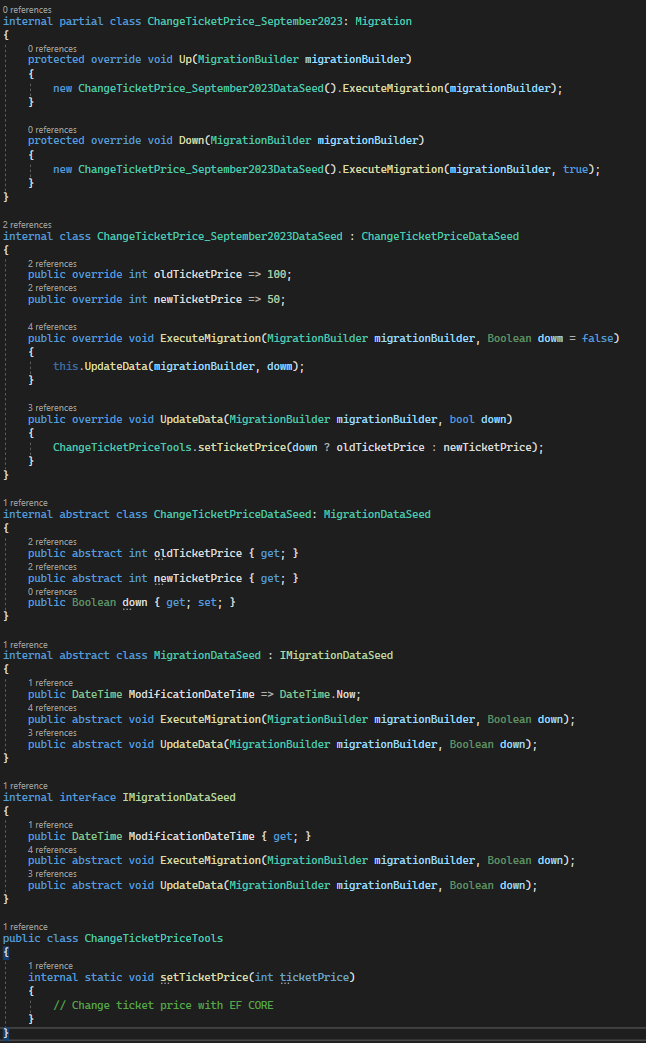 0 references
internal partial class ChangeTicketPrice_September2023: Migration
{
0 references
protected override void Up(MigrationBuilder migrationBuilder)
{
new ChangeTicketPrice_September2023DataSeed().ExecuteMigration(migrationBuilder);
}
0 references
protected override void Down(MigrationBuilder migrationBuilder)
{
new ChangeTicketPrice_September2023DataSeed().ExecuteMigration(migrationBuilder, true);
}
}
2 references
internal class ChangeTicketPrice_September2023DataSeed : ChangeTicketPriceDataSeed
{
2 references
public override int oldTicketPrice => 100;
2 references
public override int newTicketPrice => 50;
4 references
public override void ExecuteMigration(MigrationBuilder migrationBuilder, Boolean dowm = false)
{
this.UpdateData(migrationBuilder, dowm);
}
3 references
public override void UpdateData(MigrationBuilder migrationBuilder, bool down)
{
ChangeTicketPriceTools.setTicketPrice(down ? oldTicketPrice : newTicketPrice);
}
}
1 reference
internal abstract class ChangeTicketPriceDataSeed: MigrationDataSeed
{
2 references
public abstract int oldTicketPrice { get; }
2 references
public abstract int newTicketPrice { get; }
0 references
public Boolean down { get; set; }
}
1 reference
internal abstract class MigrationDataSeed : IMigrationDataSeed
{
1 reference
public DateTime ModificationDateTime => DateTime.Now;
4 references
public abstract void ExecuteMigration(MigrationBuilder migrationBuilder, Boolean down);
3 references
public abstract void UpdateData(MigrationBuilder migrationBuilder, Boolean down);
}
1 reference
internal interface IMigrationDataSeed
{
1 reference
public DateTime ModificationDateTime { get; }
4 references
public abstract void ExecuteMigration(MigrationBuilder migrationBuilder, Boolean down);
3 references
public abstract void UpdateData(MigrationBuilder migrationBuilder, Boolean down);
}
1 reference
public class ChangeTicketPriceTools
{
1 reference
internal static void setTicketPrice(int ticketPrice)
{
// Change ticket price with EF CORE
}
}